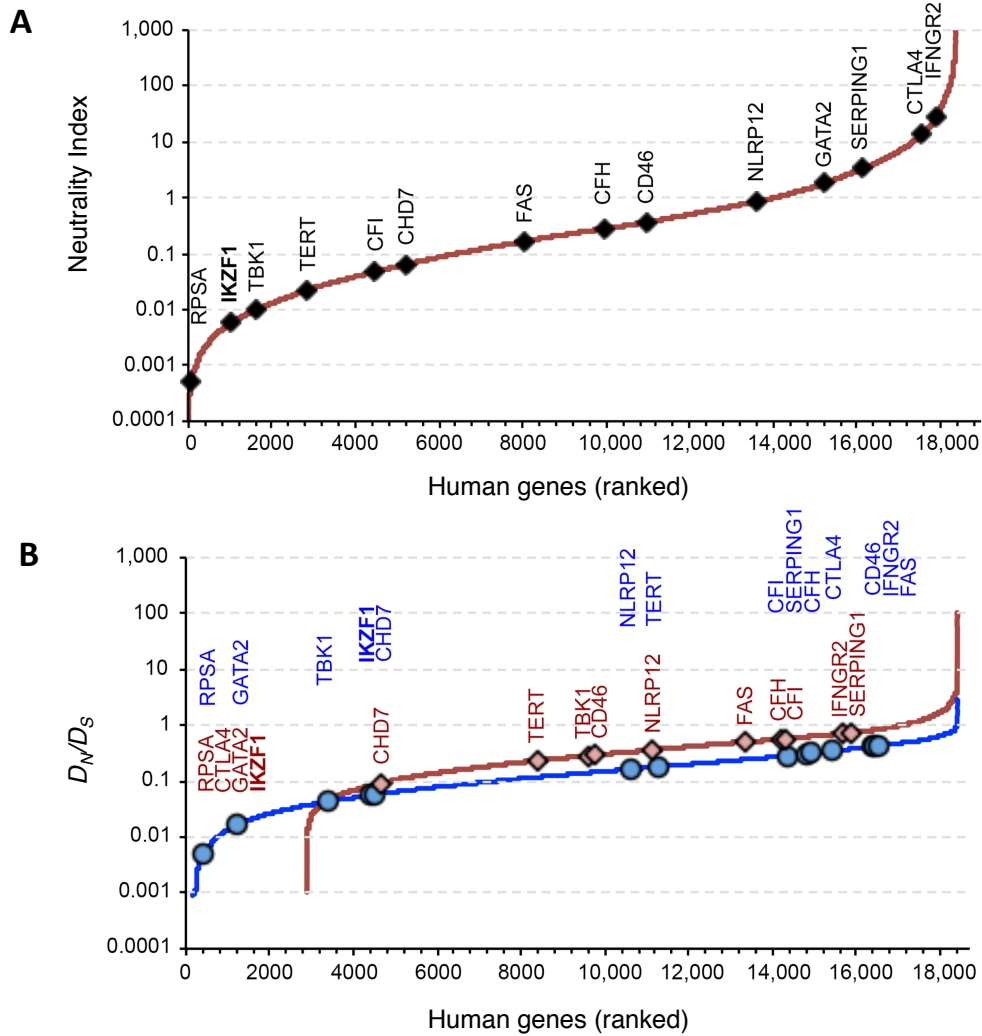 A
1,000
100
10
1
0.1
0.01
0.001
0.0001
Neutrality Index
RPSA
IKZF1
TBK1
TERT
CFI
CHD7
FAS
CFH
CD46
NLRP12
GATA2
SERPING1
CTLA4
IFNGR2
0 2000 4000 6000 8000 10,000 12,000 14,000 16,000 18,000
Human genes (ranked)
B
1,000
100
10
1
0.1
0.01
0.001
0.0001
DN/DS
RPSA
GATA2
TBK1
IKZF1
CHD7
NLRP12
TERT
CFI
SERPING1
CFH
CTLA4
CD46
IFNGR2
FAS
RPSA
CTLA4
GATA2
IKZF1
CHD7
TERT
TBK1
CD46
NLRP12
FAS
CFH
CFI
IFNGR2
SERPING1
0 2000 4000 6000 8000 10,000 12,000 14,000 16,000 18,000
Human genes (ranked)